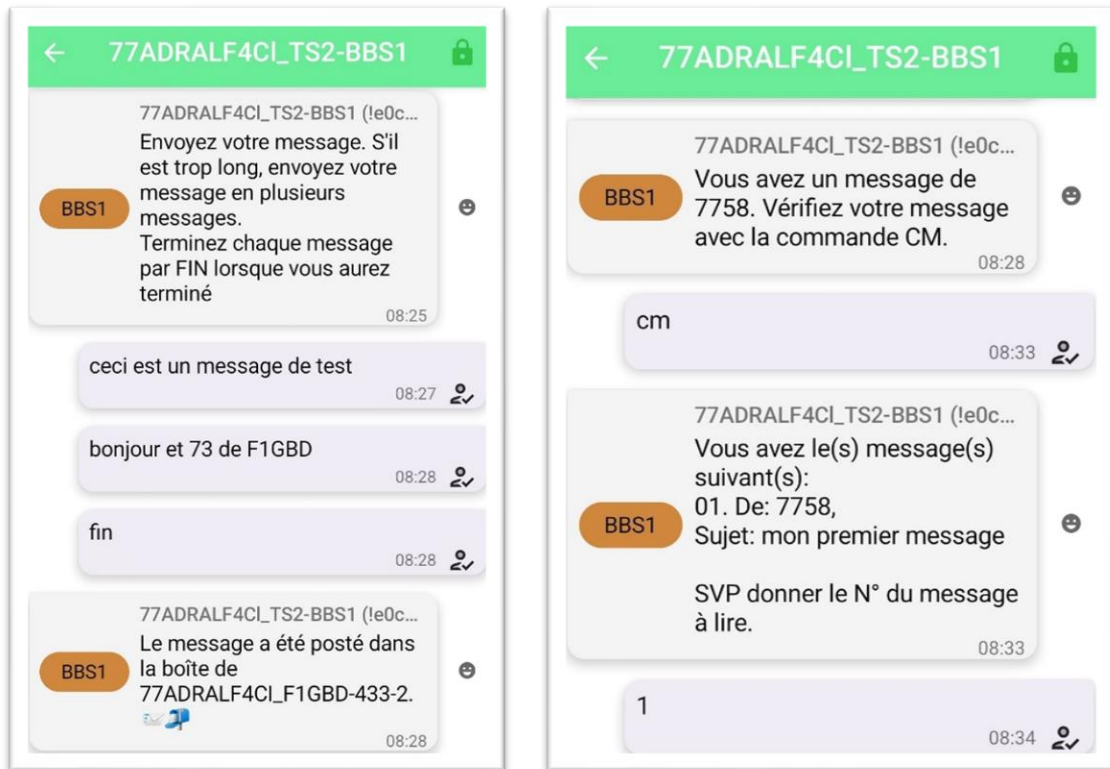 77ADRALF4Cl_TS2-BBS1
77ADRALF4Cl_TS2-BBS1 (!e0c...
Envoyez votre message. S'il
est trop long, envoyez votre
message en plusieurs
messages.
Terminez chaque message
par FIN lorsque vous aurez
terminé
BBS1
08:25
ceci est un message de test
08:27
bonjour et 73 de F1GBD
08:28
fin
08:28
77ADRALF4Cl_TS2-BBS1 (!e0c...
Le message a été posté dans
la boîte de
77ADRALF4Cl_F1GBD-433-2.
BBS1
08:28
77ADRALF4Cl_TS2-BBS1
77ADRALF4Cl_TS2-BBS1 (!e0c...
Vous avez un message de
7758. Vérifiez votre message
avec la commande CM.
BBS1
08:28
cm
08:33
77ADRALF4Cl_TS2-BBS1 (!e0c...
Vous avez le(s) message(s)
suivant(s):
01. De: 7758,
Sujet: mon premier message
SVP donner le N° du message
à lire.
BBS1
08:33
1
08:34